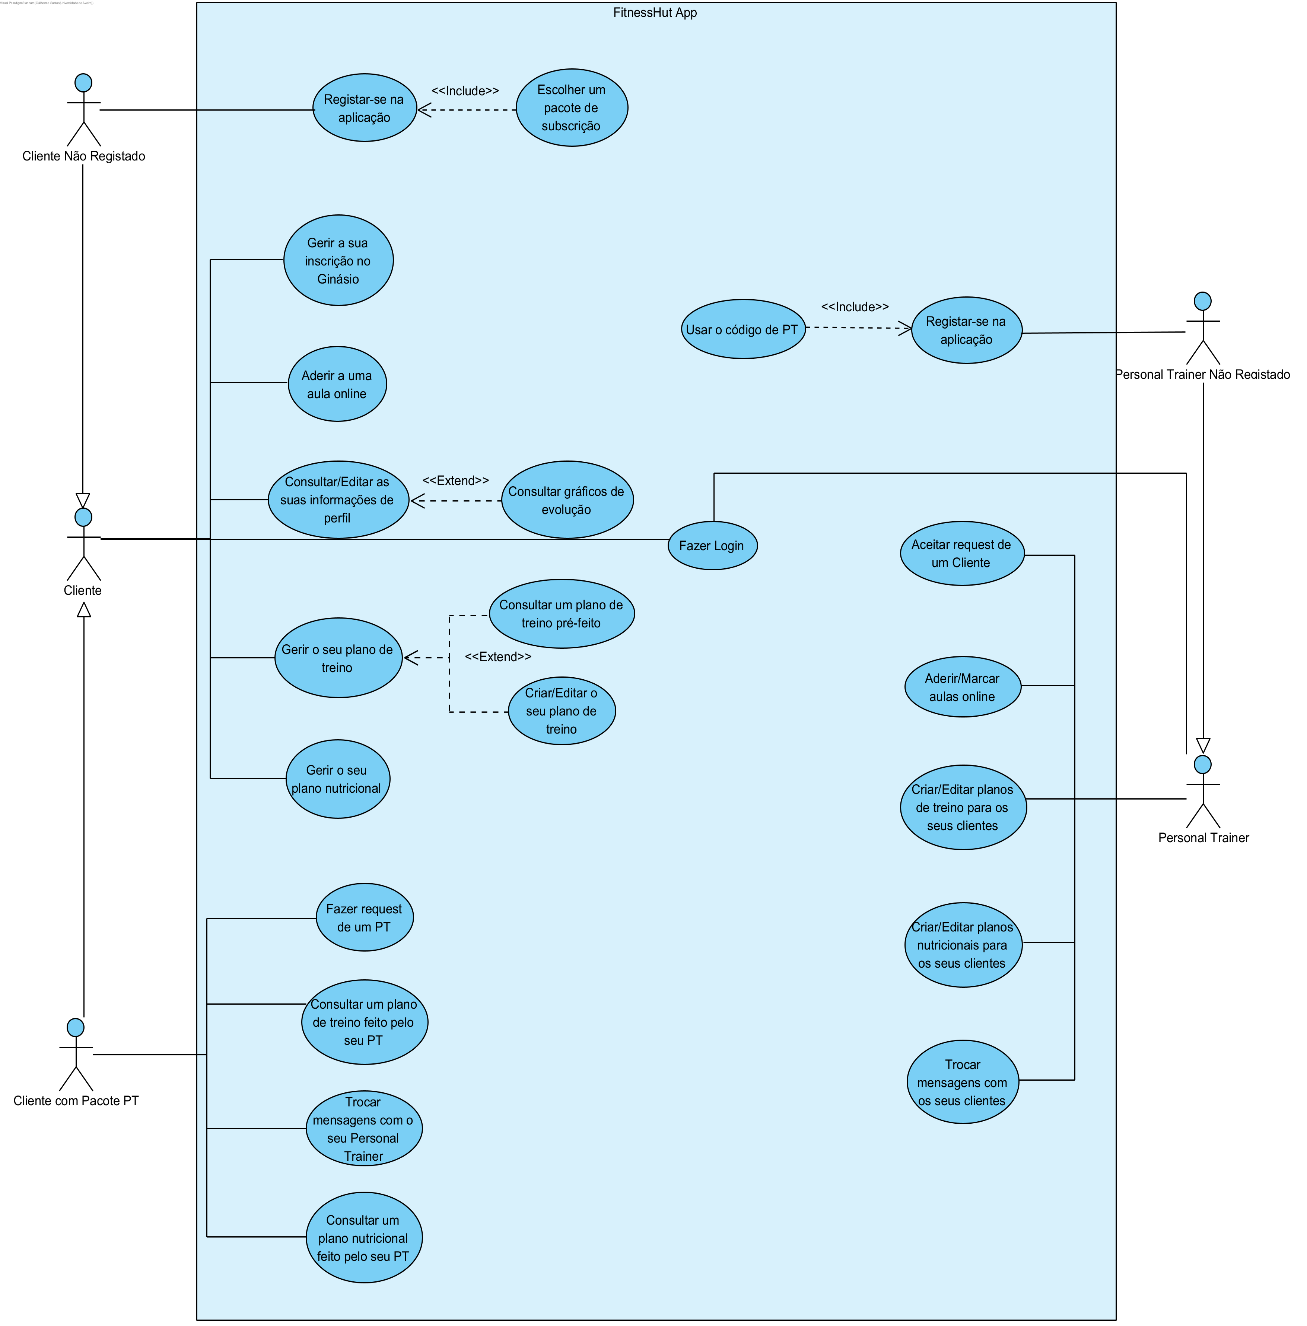 FitnessHut App
Registar-se na
aplicação
<<Include>>
Escolher um
pacote de
subscrição
Cliente Não Registado
Gerir a sua
inscrição no
Ginásio
Usar o código de PT
<<Include>>
Registar-se na
aplicação
Personal Trainer Não Registado
Aderir a uma
aula online
Consultar/Editar as
suas informações de
perfil
<<Extend>>
Consultar gráficos de
evolução
Fazer Login
Aceitar request de
um Cliente
Cliente
Consultar um plano de
treino pré-feito
Gerir o seu plano de
treino
<<Extend>>
Criar/Editar o
seu plano de
treino
Aderir/Marcar
aulas online
Gerir o seu
plano nutricional
Criar/Editar planos
de treino para os
seus clientes
Personal Trainer
Fazer request
de um PT
Criar/Editar planos
nutricionais para
os seus clientes
Consultar um plano
de treino feito pelo
seu PT
Cliente com Pacote PT
Trocar
mensagens com
os seus clientes
Trocar
mensagens com o
seu Personal
Trainer
Consultar um
plano nutricional
feito pelo seu PT